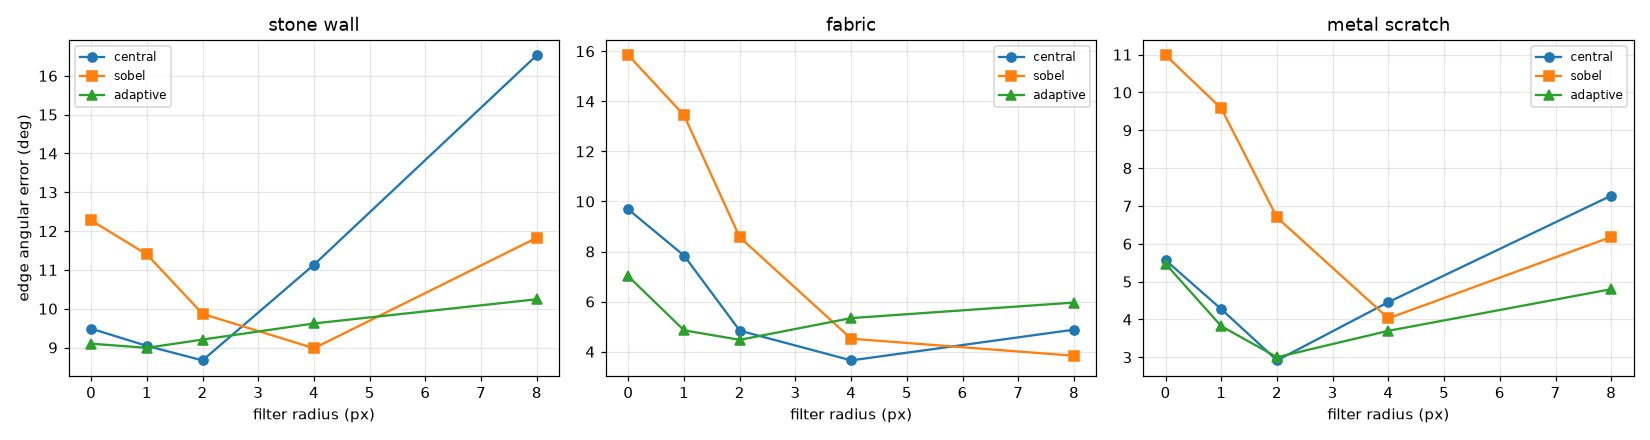 stone wall
central
sobel
adaptive
16
15
14
13
12
11
10
9
edge angular error (deg)
0 1 2 3 4 5 6 7 8
filter radius (px)
fabric
central
sobel
adaptive
16
14
12
10
8
6
4
0 1 2 3 4 5 6 7 8
filter radius (px)
metal scratch
central
sobel
adaptive
11
10
9
8
7
6
5
4
3
0 1 2 3 4 5 6 7 8
filter radius (px)